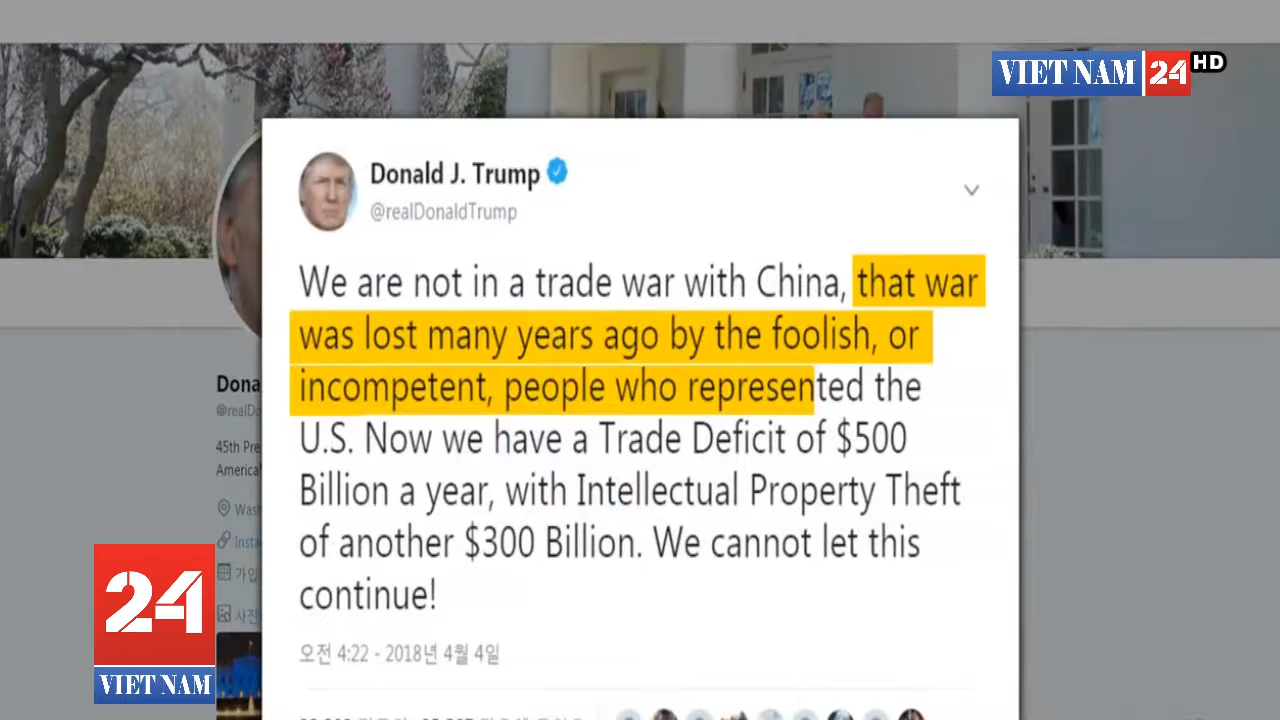 VIET NAM 24 HD
Donald J. Trump
@realDonaldTrump
We are not in a trade war with China, that war
was lost many years ago by the foolish, or
incompetent, people who represented the
U.S. Now we have a Trade Deficit of $500
Billion a year, with Intellectual Property Theft
of another $300 Billion. We cannot let this
continue!
오전 4:22 - 2018년 4월 4일
Dona
@realDo
45th Pre
America
Wash
Insta
가입
사진
24
VIET NAM